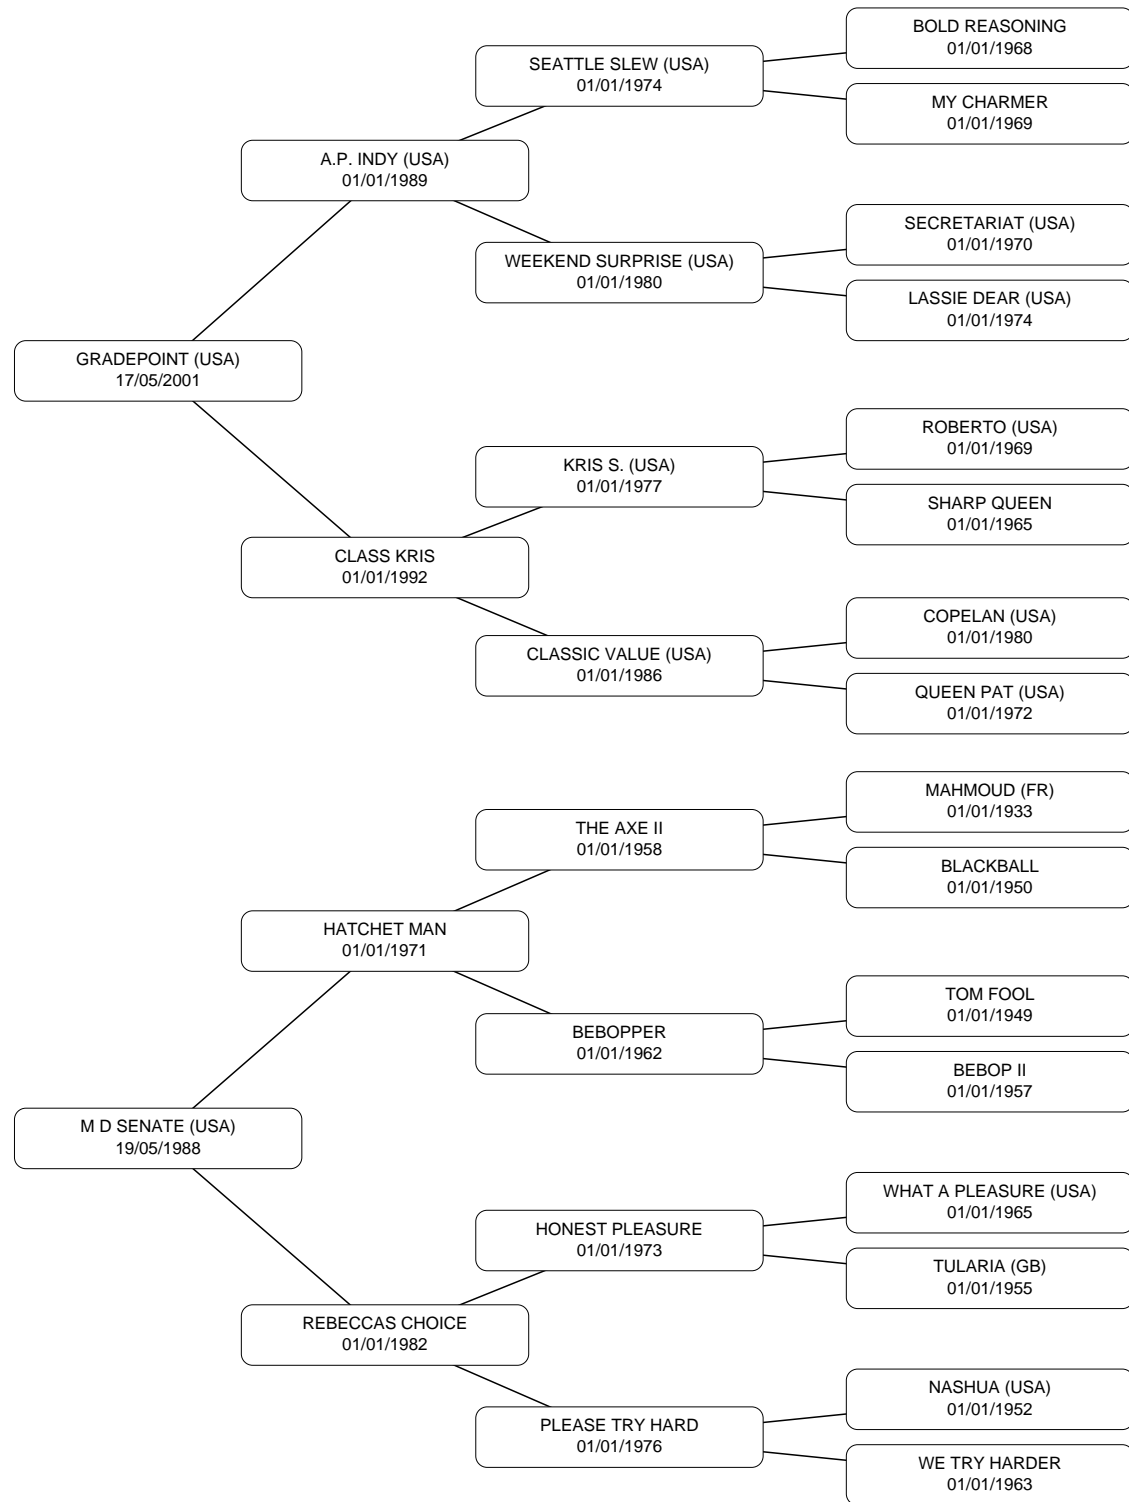 BOLD REASONING
01/01/1968
SEATTLE SLEW (USA)
01/01/1974
MY CHARMER
01/01/1969
A.P. INDY (USA)
01/01/1989
SECRETARIAT (USA)
01/01/1970
WEEKEND SURPRISE (USA)
01/01/1980
LASSIE DEAR (USA)
01/01/1974
GRADEPOINT (USA)
17/05/2001
ROBERTO (USA)
01/01/1969
KRIS S. (USA)
01/01/1977
SHARP QUEEN
01/01/1965
CLASS KRIS
01/01/1992
COPELAN (USA)
01/01/1980
CLASSIC VALUE (USA)
01/01/1986
QUEEN PAT (USA)
01/01/1972
MAHMOUD (FR)
01/01/1933
THE AXE II
01/01/1958
BLACKBALL
01/01/1950
HATCHET MAN
01/01/1971
TOM FOOL
01/01/1949
BEBOPPER
01/01/1962
BEBOP II
01/01/1957
M D SENATE (USA)
19/05/1988
WHAT A PLEASURE (USA)
01/01/1965
HONEST PLEASURE
01/01/1973
TULARIA (GB)
01/01/1955
REBECCAS CHOICE
01/01/1982
NASHUA (USA)
01/01/1952
PLEASE TRY HARD
01/01/1976
WE TRY HARDER
01/01/1963